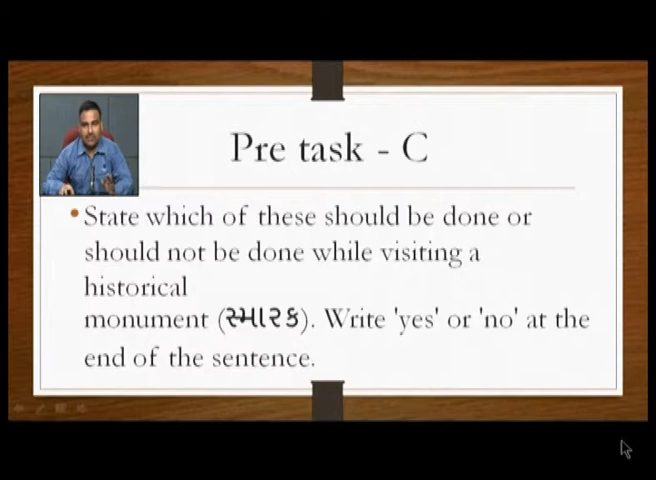 Pre task - C
State which of these should be done or
should not be done while visiting a
historical
monument (સ્મારક). Write 'yes' or 'no' at the
end of the sentence.